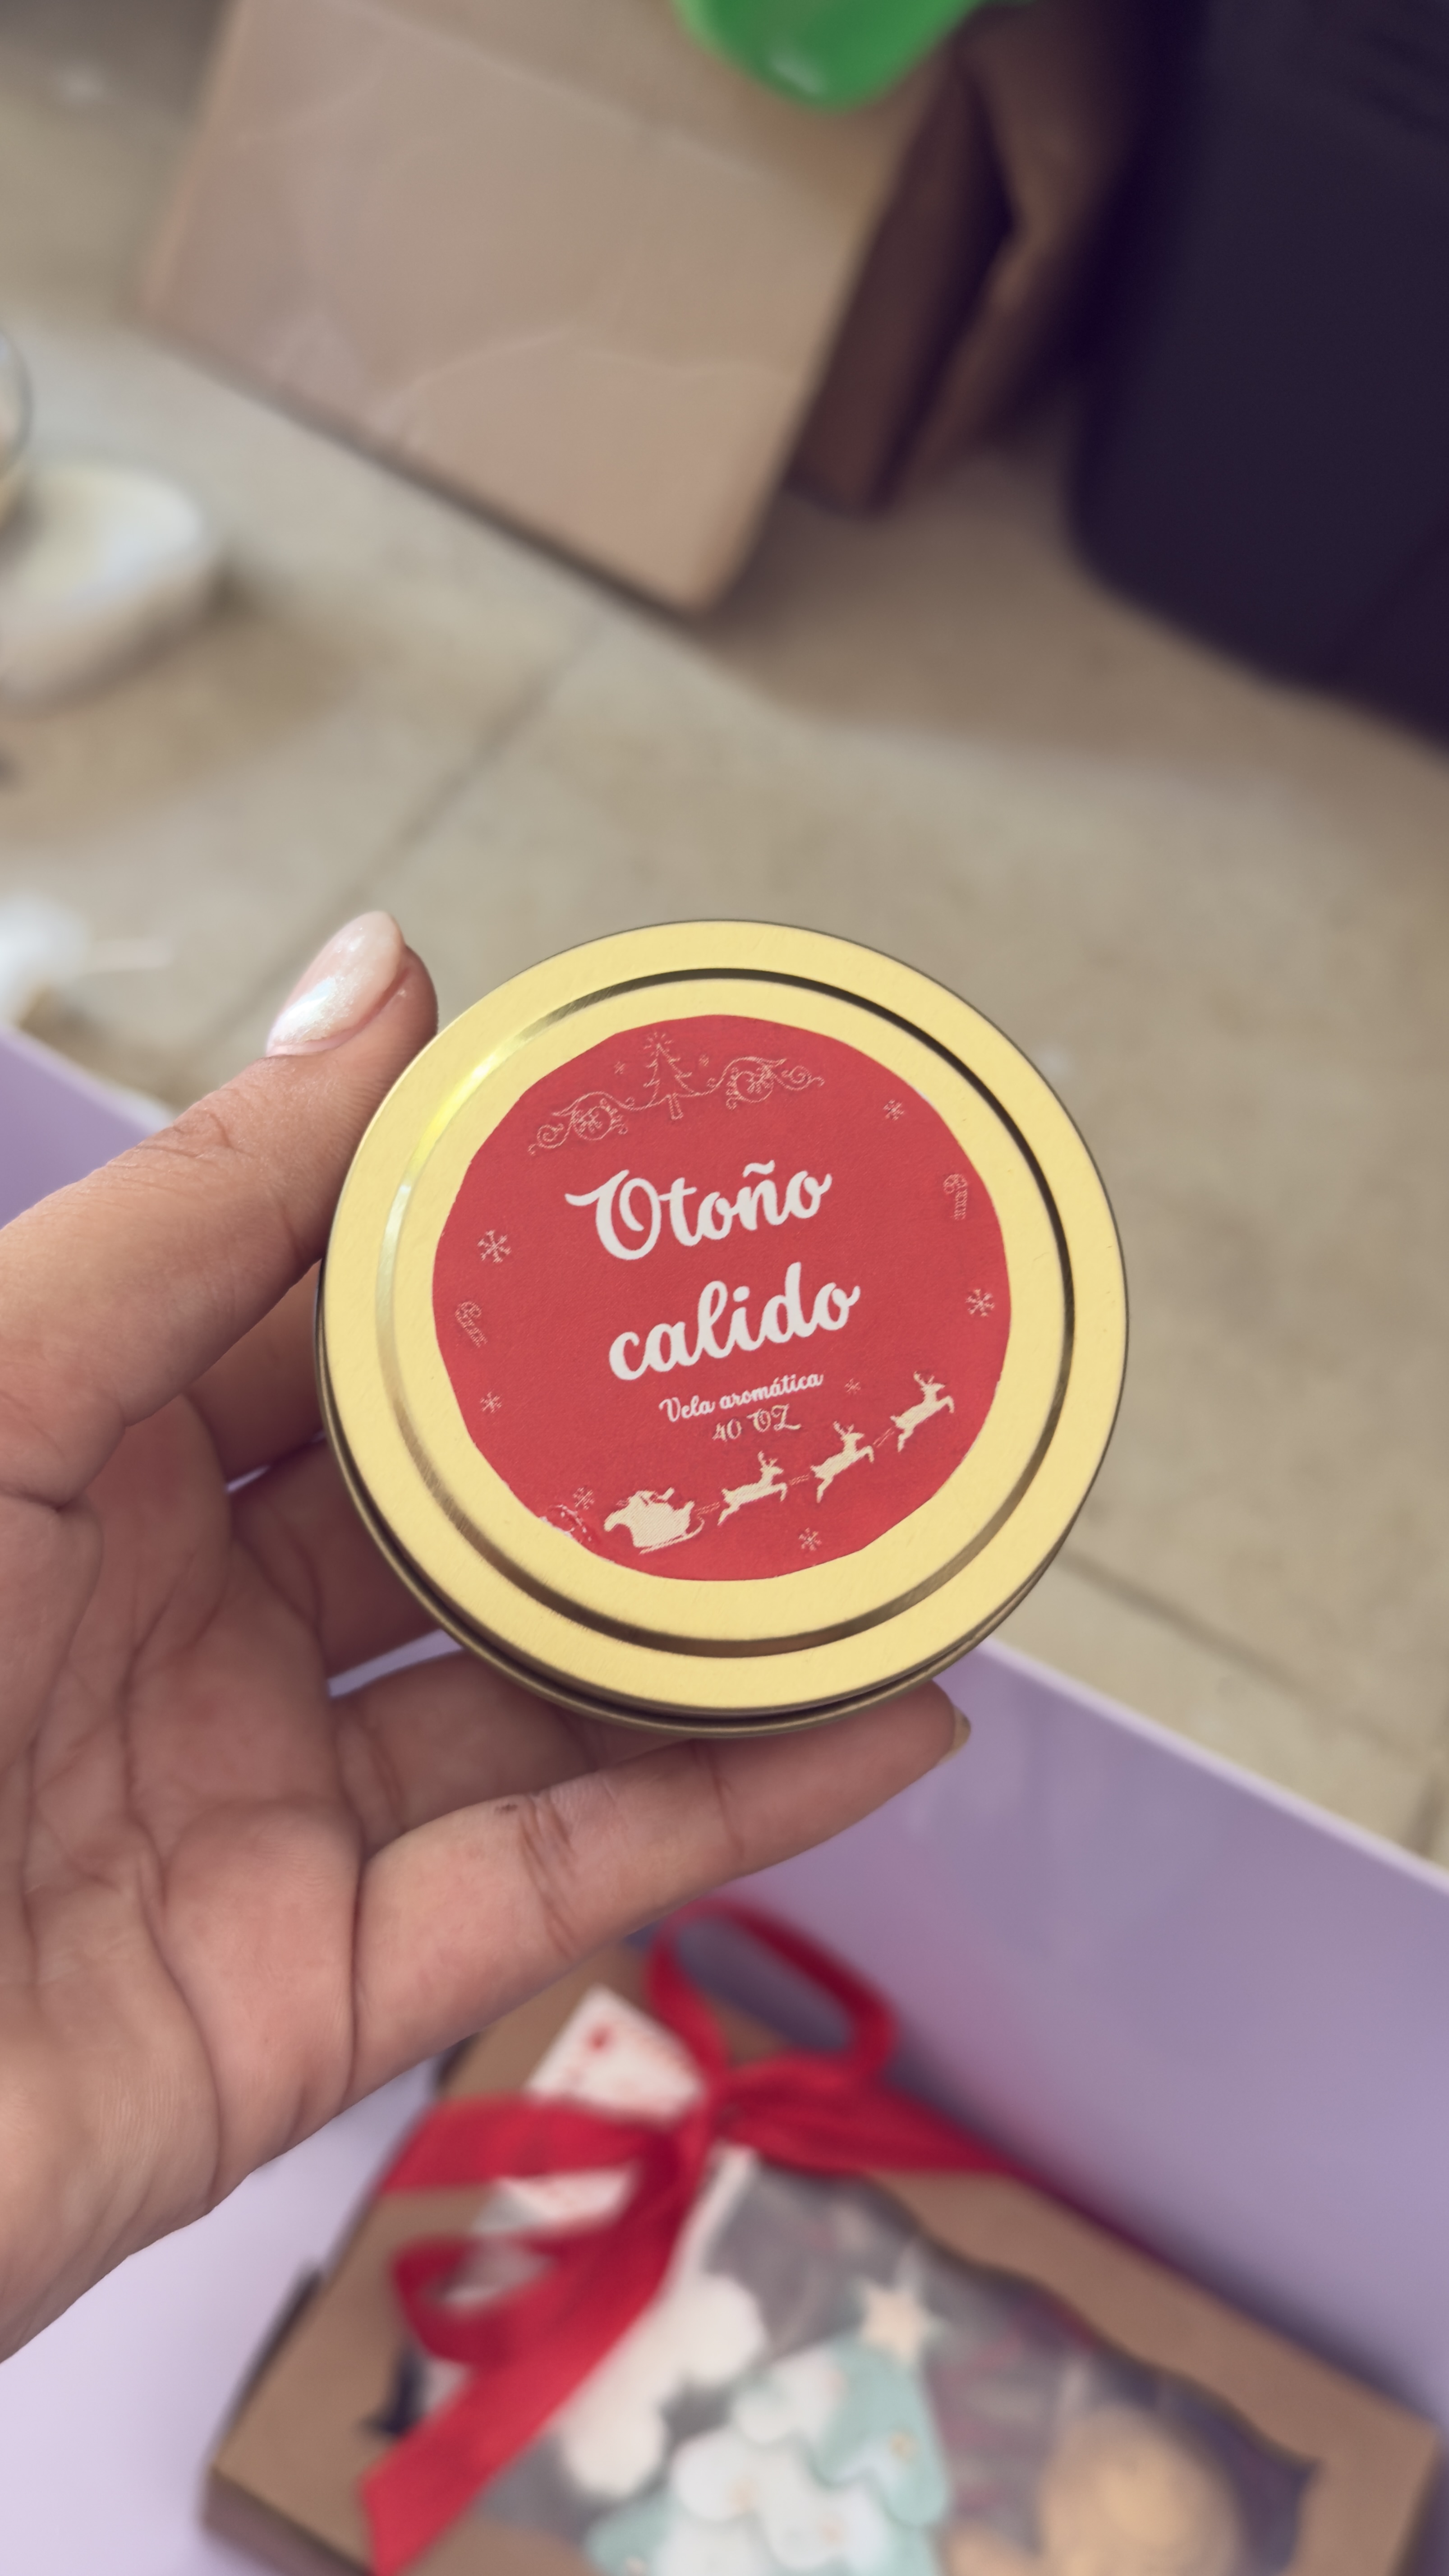 Otoño
calido
Vela aromática
40 OZ